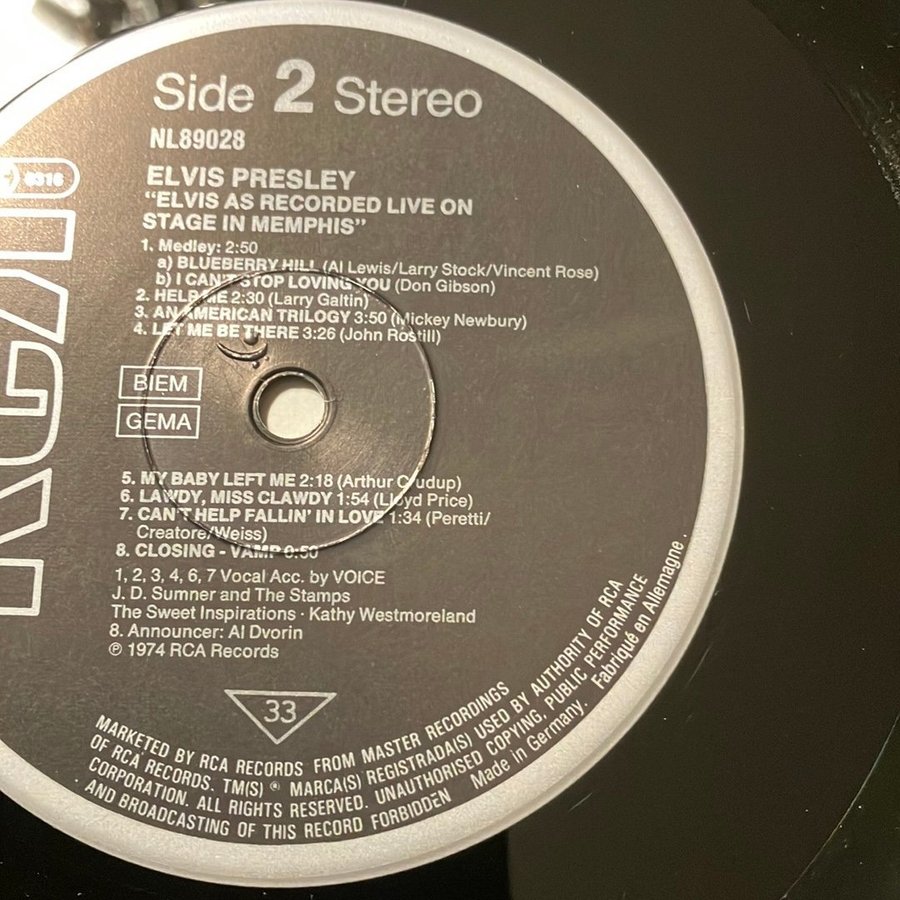 Side 2 Stereo
NL89028
6316
RCA
ELVIS PRESLEY
"ELVIS AS RECORDED LIVE ON
STAGE IN MEMPHIS"
1. Medley: 2:50
a) BLUEBERRY HILL (Al Lewis/Larry Stock/Vincent Rose)
b) I CAN'T STOP LOVING YOU (Don Gibson)
2. HELP ME 2:30 (Larry Galtin)
3. AN AMERICAN TRILOGY 3:50 (Mickey Newbury)
4. LET ME BE THERE 3:26 (John Rostill)
BIEM
GEMA
5. MY BABY LEFT ME 2:18 (Arthur Crudup)
6. LAWDY, MISS CLAWDY 1:54 (Lloyd Price)
7. CAN'T HELP FALLIN' IN LOVE 1:34 (Peretti/
Creatore/Weiss)
8. CLOSING - VAMP 0:50
1, 2, 3, 4, 6, 7 Vocal Acc. by VOICE
J. D. Sumner and The Stamps
The Sweet Inspirations · Kathy Westmoreland
8. Announcer: Al Dvorin
℗ 1974 RCA Records
33
MARKETED BY RCA RECORDS FROM MASTER RECORDINGS
OF RCA RECORDS. TM(S) ® MARCA(S) REGISTRADA(S) USED BY AUTHORITY OF RCA
CORPORATION. ALL RIGHTS RESERVED. UNAUTHORISED COPYING, PUBLIC PERFORMANCE
AND BROADCASTING OF THIS RECORD FORBIDDEN Made in Germany. Fabriqué en Allemagne.